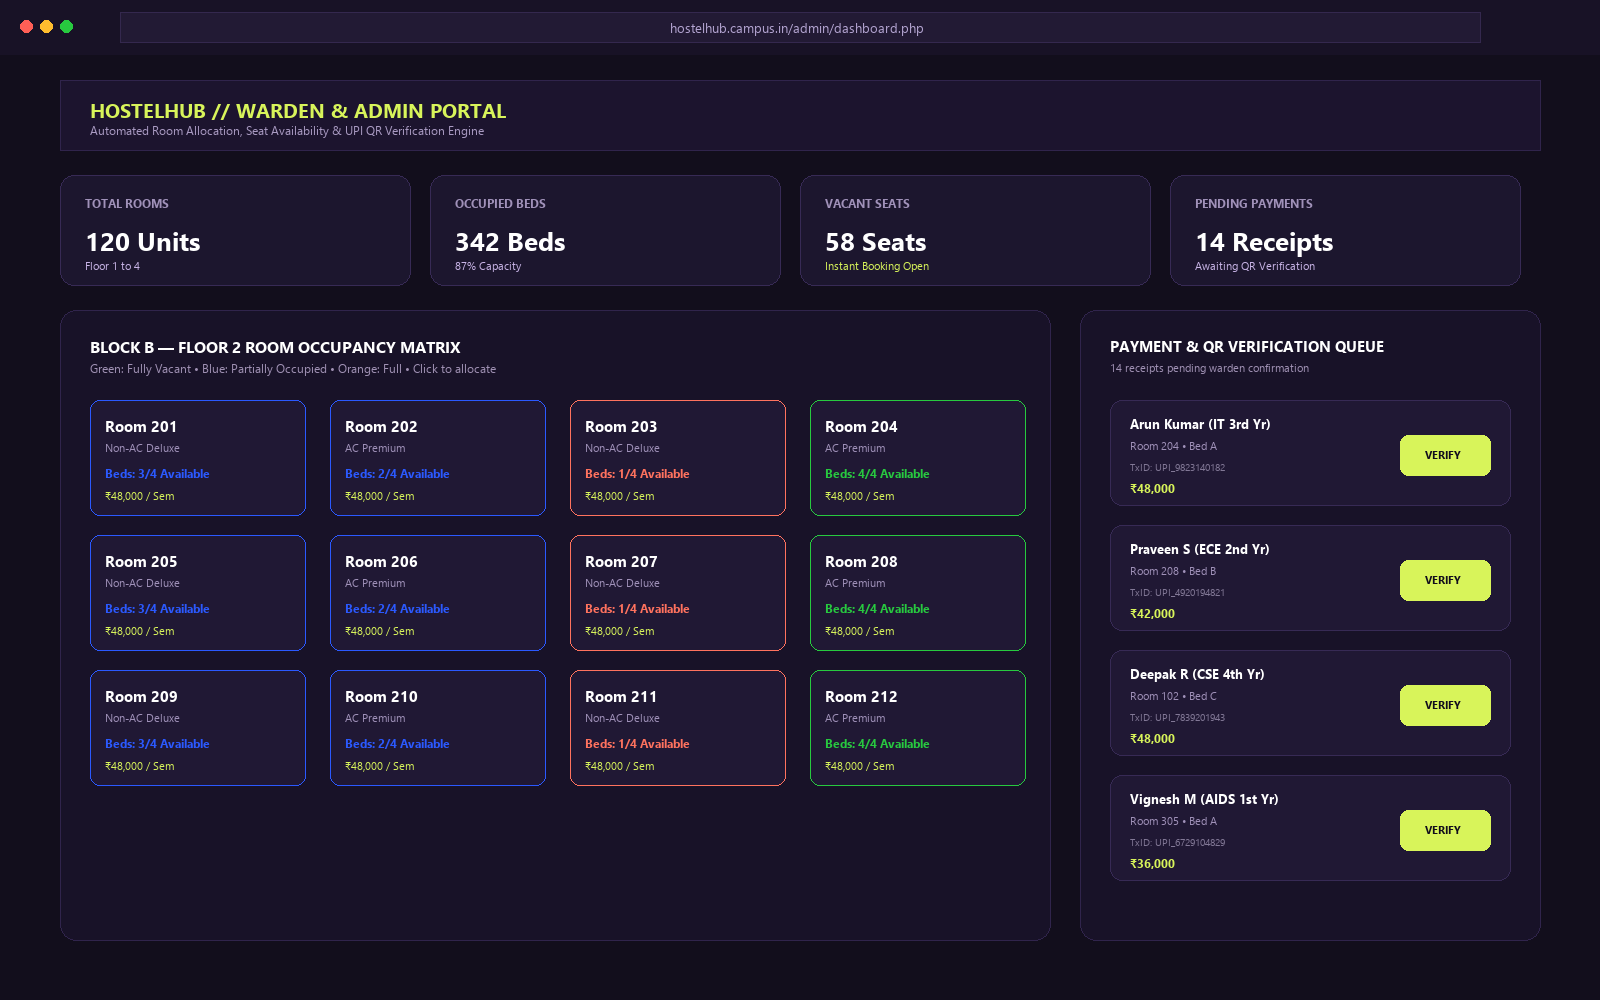 hostelhub.campus.in/admin/dashboard.php
HOSTELHUB // WARDEN & ADMIN PORTAL
Automated Room Allocation, Seat Availability & UPI QR Verification Engine
TOTAL ROOMS
120 Units
Floor 1 to 4
OCCUPIED BEDS
342 Beds
87% Capacity
VACANT SEATS
58 Seats
Instant Booking Open
PENDING PAYMENTS
14 Receipts
Awaiting QR Verification
BLOCK B — FLOOR 2 ROOM OCCUPANCY MATRIX
Green: Fully Vacant • Blue: Partially Occupied • Orange: Full • Click to allocate
Room 201
Non-AC Deluxe
Beds: 3/4 Available
₹48,000 / Sem
Room 202
AC Premium
Beds: 2/4 Available
₹48,000 / Sem
Room 203
Non-AC Deluxe
Beds: 1/4 Available
₹48,000 / Sem
Room 204
AC Premium
Beds: 4/4 Available
₹48,000 / Sem
Room 205
Non-AC Deluxe
Beds: 3/4 Available
₹48,000 / Sem
Room 206
AC Premium
Beds: 2/4 Available
₹48,000 / Sem
Room 207
Non-AC Deluxe
Beds: 1/4 Available
₹48,000 / Sem
Room 208
AC Premium
Beds: 4/4 Available
₹48,000 / Sem
Room 209
Non-AC Deluxe
Beds: 3/4 Available
₹48,000 / Sem
Room 210
AC Premium
Beds: 2/4 Available
₹48,000 / Sem
Room 211
Non-AC Deluxe
Beds: 1/4 Available
₹48,000 / Sem
Room 212
AC Premium
Beds: 4/4 Available
₹48,000 / Sem
PAYMENT & QR VERIFICATION QUEUE
14 receipts pending warden confirmation
Arun Kumar (IT 3rd Yr)
Room 204 • Bed A
TxID: UPI_9823140182
₹48,000
VERIFY
Praveen S (ECE 2nd Yr)
Room 208 • Bed B
TxID: UPI_4920194821
₹42,000
VERIFY
Deepak R (CSE 4th Yr)
Room 102 • Bed C
TxID: UPI_7839201943
₹48,000
VERIFY
Vignesh M (AIDS 1st Yr)
Room 305 • Bed A
TxID: UPI_6729104829
₹36,000
VERIFY